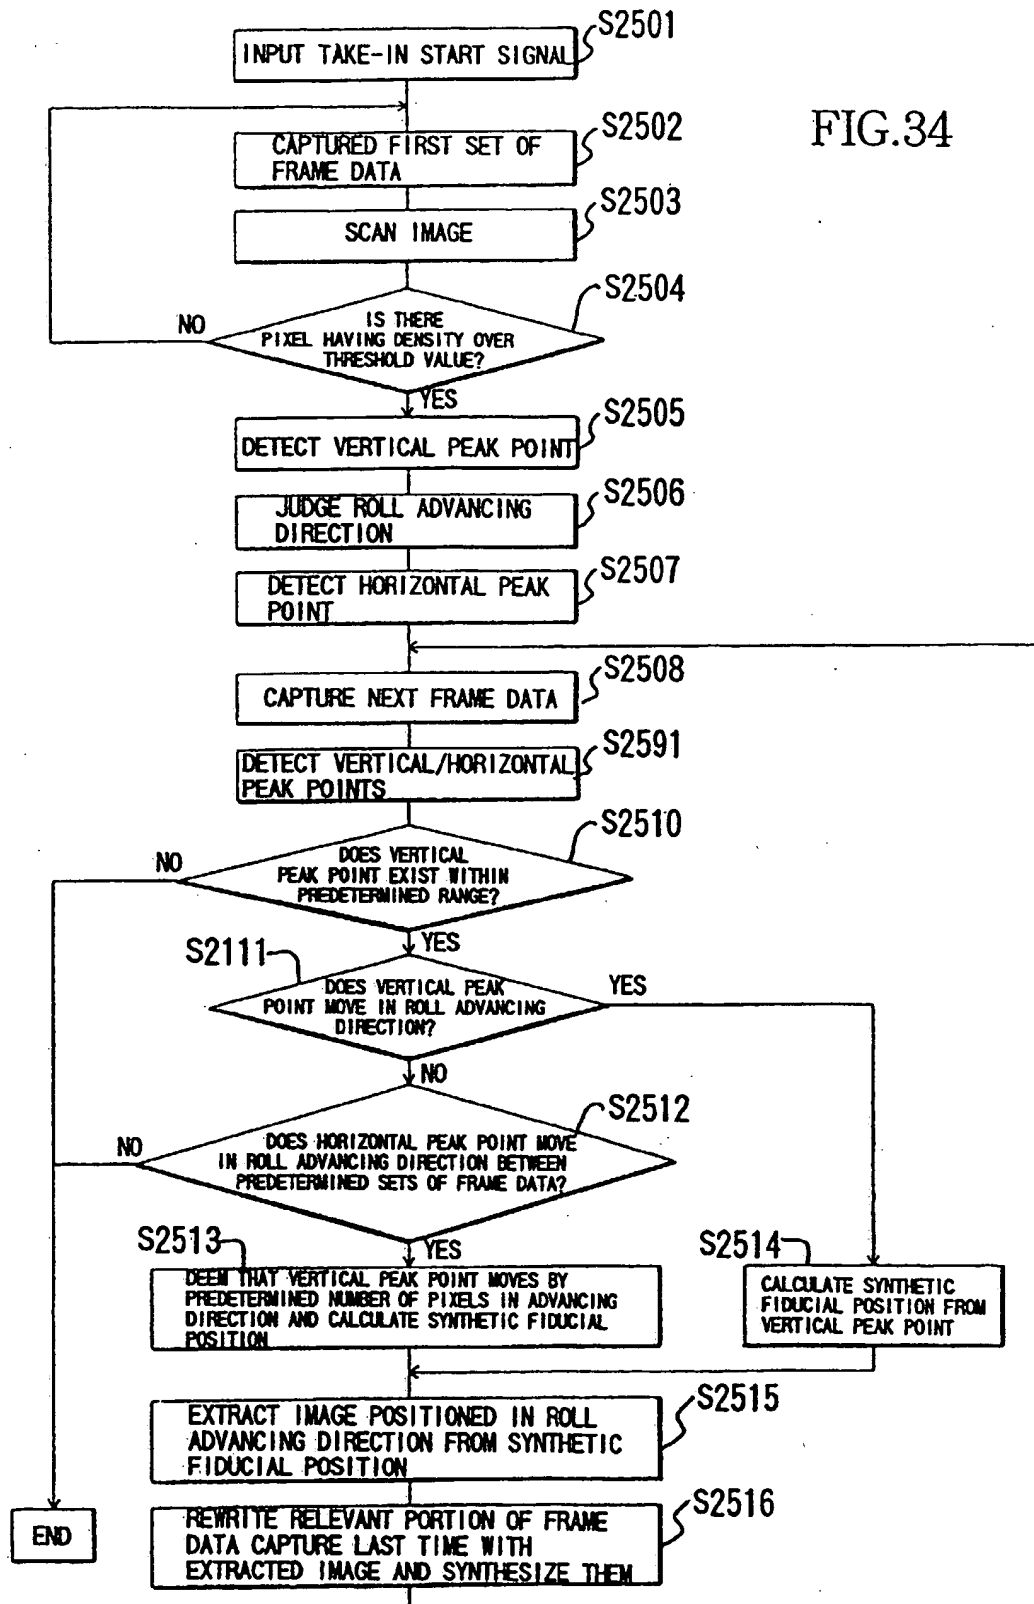 S2501
INPUT TAKE-IN START SIGNAL
FIG.34
S2502
CAPTURED FIRST SET OF
FRAME DATA
S2503
SCAN IMAGE
S2504
IS THERE
PIXEL HAVING DENSITY OVER
THRESHOLD VALUE?
NO
YES
S2505
DETECT VERTICAL PEAK POINT
S2506
JUDGE ROLL ADVANCING
DIRECTION
S2507
DETECT HORIZONTAL PEAK
POINT
S2508
CAPTURE NEXT FRAME DATA
S2591
DETECT VERTICAL/HORIZONTAL
PEAK POINTS
S2510
DOES VERTICAL
PEAK POINT EXIST WITHIN
PREDETERMINED RANGE?
NO
YES
S2111
DOES VERTICAL PEAK
POINT MOVE IN ROLL ADVANCING
DIRECTION?
YES
NO
S2512
DOES HORIZONTAL PEAK POINT MOVE
IN ROLL ADVANCING DIRECTION BETWEEN
PREDETERMINED SETS OF FRAME DATA?
NO
YES
S2513
DEEM THAT VERTICAL PEAK POINT MOVES BY
PREDETERMINED NUMBER OF PIXELS IN ADVANCING
DIRECTION AND CALCULATE SYNTHETIC FIDUCIAL
POSITION
S2514
CALCULATE SYNTHETIC
FIDUCIAL POSITION FROM
VERTICAL PEAK POINT
S2515
EXTRACT IMAGE POSITIONED IN ROLL
ADVANCING DIRECTION FROM SYNTHETIC
FIDUCIAL POSITION
S2516
REWRITE RELEVANT PORTION OF FRAME
DATA CAPTURE LAST TIME WITH
EXTRACTED IMAGE AND SYNTHESIZE THEM
END